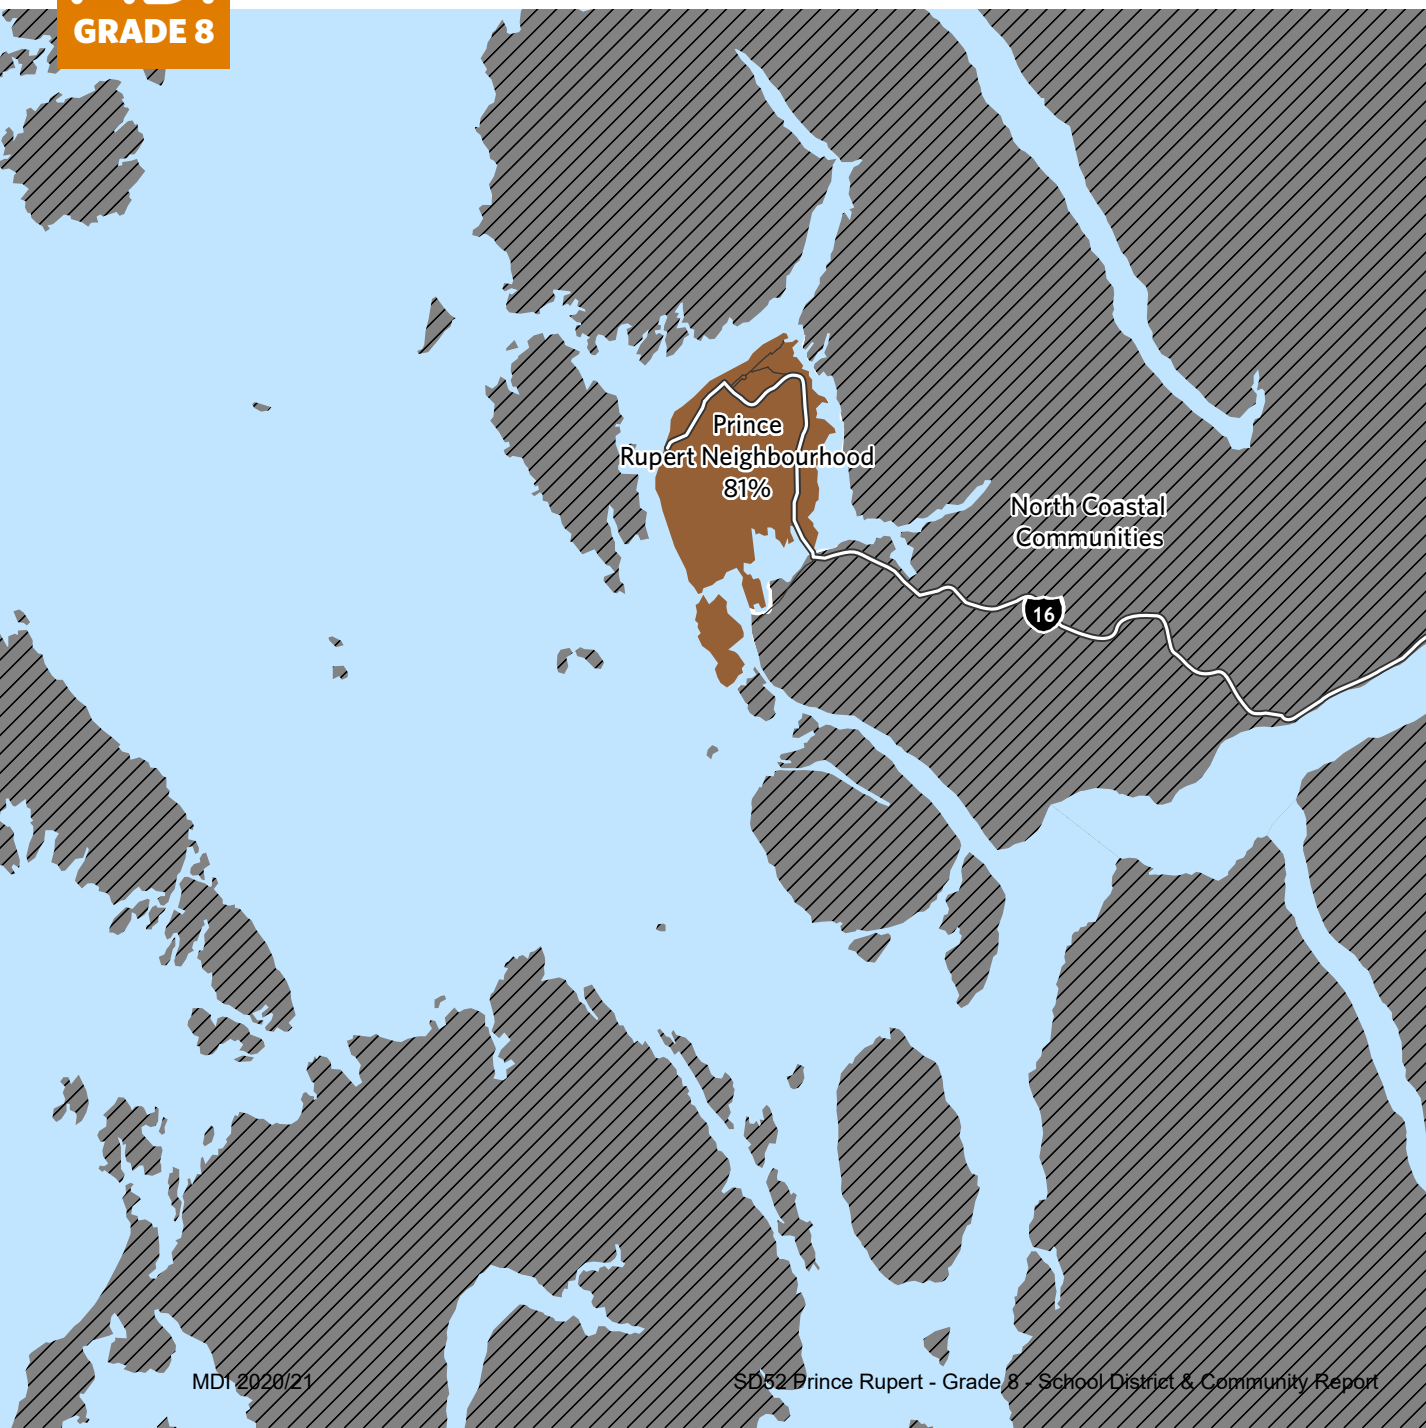 GRADE 8
Prince
Rupert Neighbourhood
81%
North Coastal
Communities
16
MDI 2020/21
SD52 Prince Rupert - Grade 8 - School District & Community Report